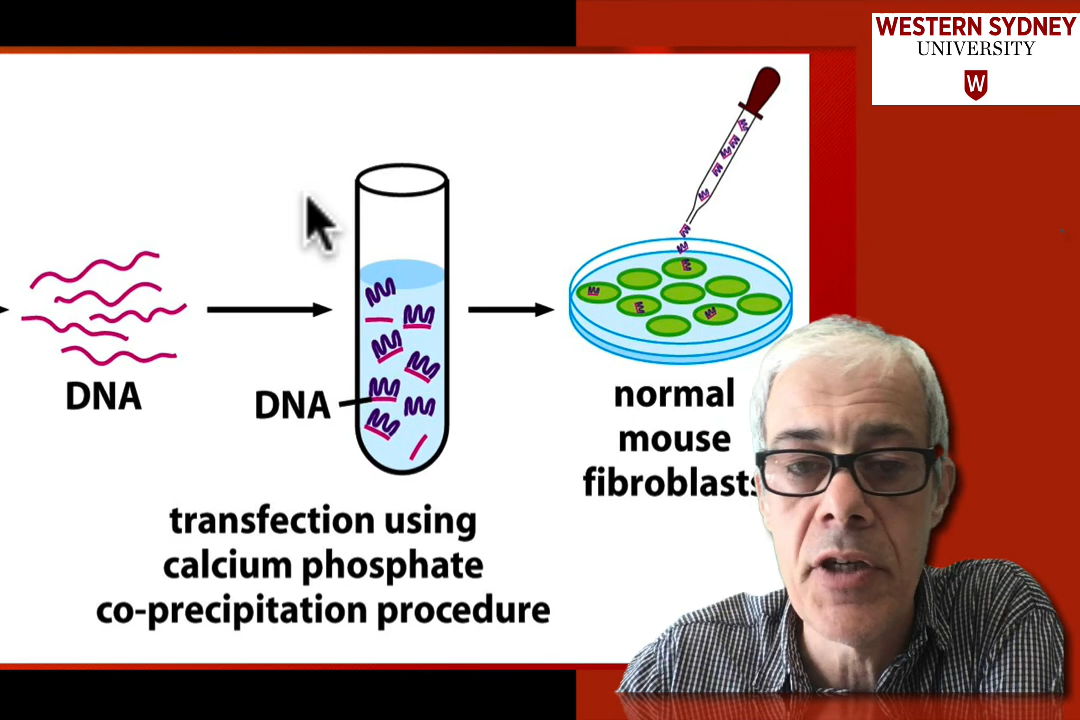 WESTERN SYDNEY
UNIVERSITY
W
DNA
DNA
normal
mouse
fibroblasts
transfection using
calcium phosphate
co-precipitation procedure